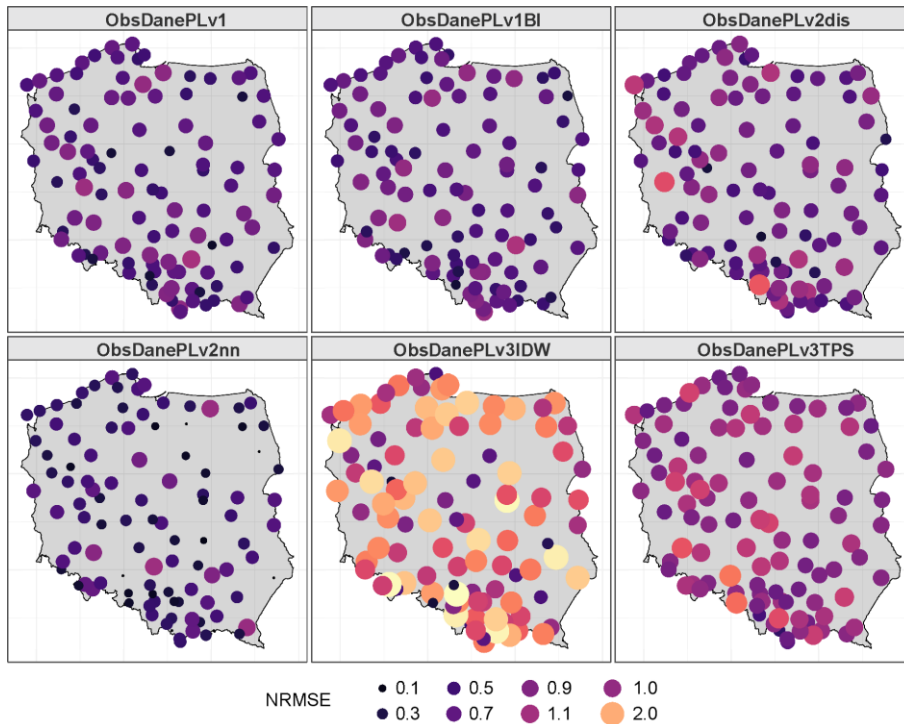 ObsDanePLv1 ObsDanePLv1Bl ObsDanePLv2dis
ObsDanePLv2nn ObsDanePLv3IDW ObsDanePLv3TPS
NRMSE 0.1 0.5 0.9 1.0
0.3 0.7 1.1 2.0